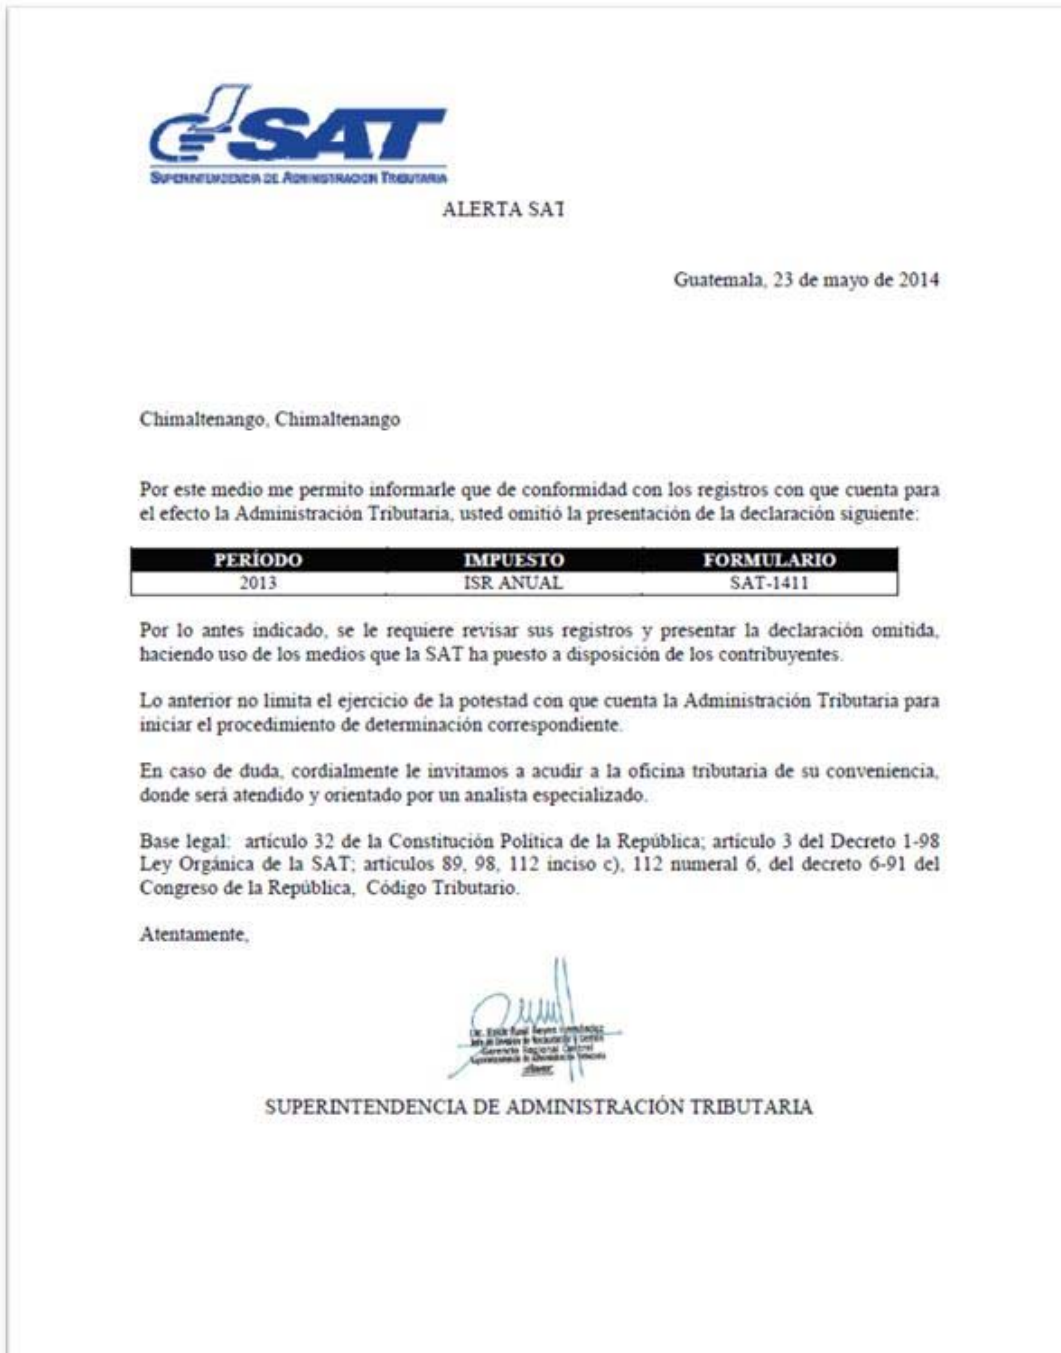 SAT
SUPERINTENDENCIA DE ADMINISTRACION TRIBUTARIA
ALERTA SAT
Guatemala, 23 de mayo de 2014
Chimaltenango, Chimaltenango
Por este medio me permito informarle que de conformidad con los registros con que cuenta para
el efecto la Administración Tributaria, usted omitió la presentación de la declaración siguiente:
PERÍODO IMPUESTO FORMULARIO
2013 ISR ANUAL SAT-1411
Por lo antes indicado, se le requiere revisar sus registros y presentar la declaración omitida,
haciendo uso de los medios que la SAT ha puesto a disposición de los contribuyentes.
Lo anterior no limita el ejercicio de la potestad con que cuenta la Administración Tributaria para
iniciar el procedimiento de determinación correspondiente.
En caso de duda, cordialmente le invitamos a acudir a la oficina tributaria de su conveniencia,
donde será atendido y orientado por un analista especializado.
Base legal: artículo 32 de la Constitución Política de la República; artículo 3 del Decreto 1-98
Ley Orgánica de la SAT; artículos 89, 98, 112 inciso c), 112 numeral 6, del decreto 6-91 del
Congreso de la República, Código Tributario.
Atentamente,
Gerencia Regional Central
SUPERINTENDENCIA DE ADMINISTRACIÓN TRIBUTARIA